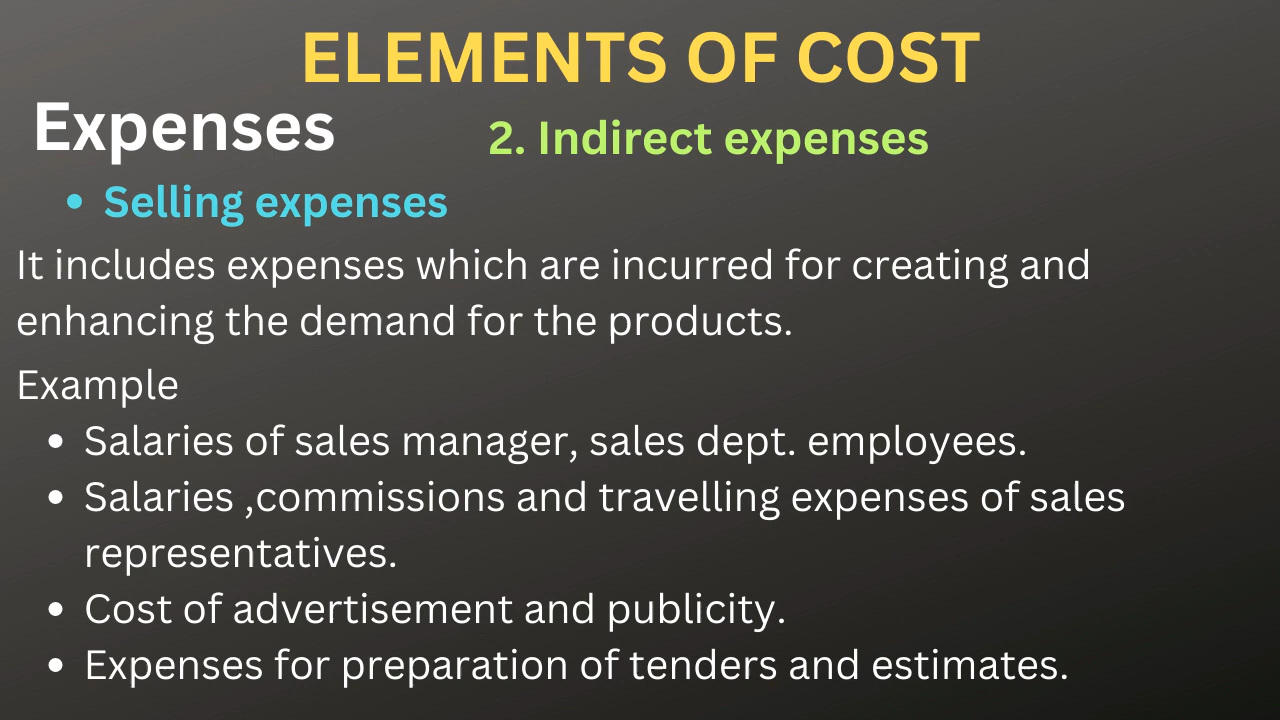 ELEMENTS OF COST
Expenses
2. Indirect expenses
• Selling expenses
It includes expenses which are incurred for creating and
enhancing the demand for the products.
Example
• Salaries of sales manager, sales dept. employees.
• Salaries ,commissions and travelling expenses of sales
representatives.
• Cost of advertisement and publicity.
• Expenses for preparation of tenders and estimates.